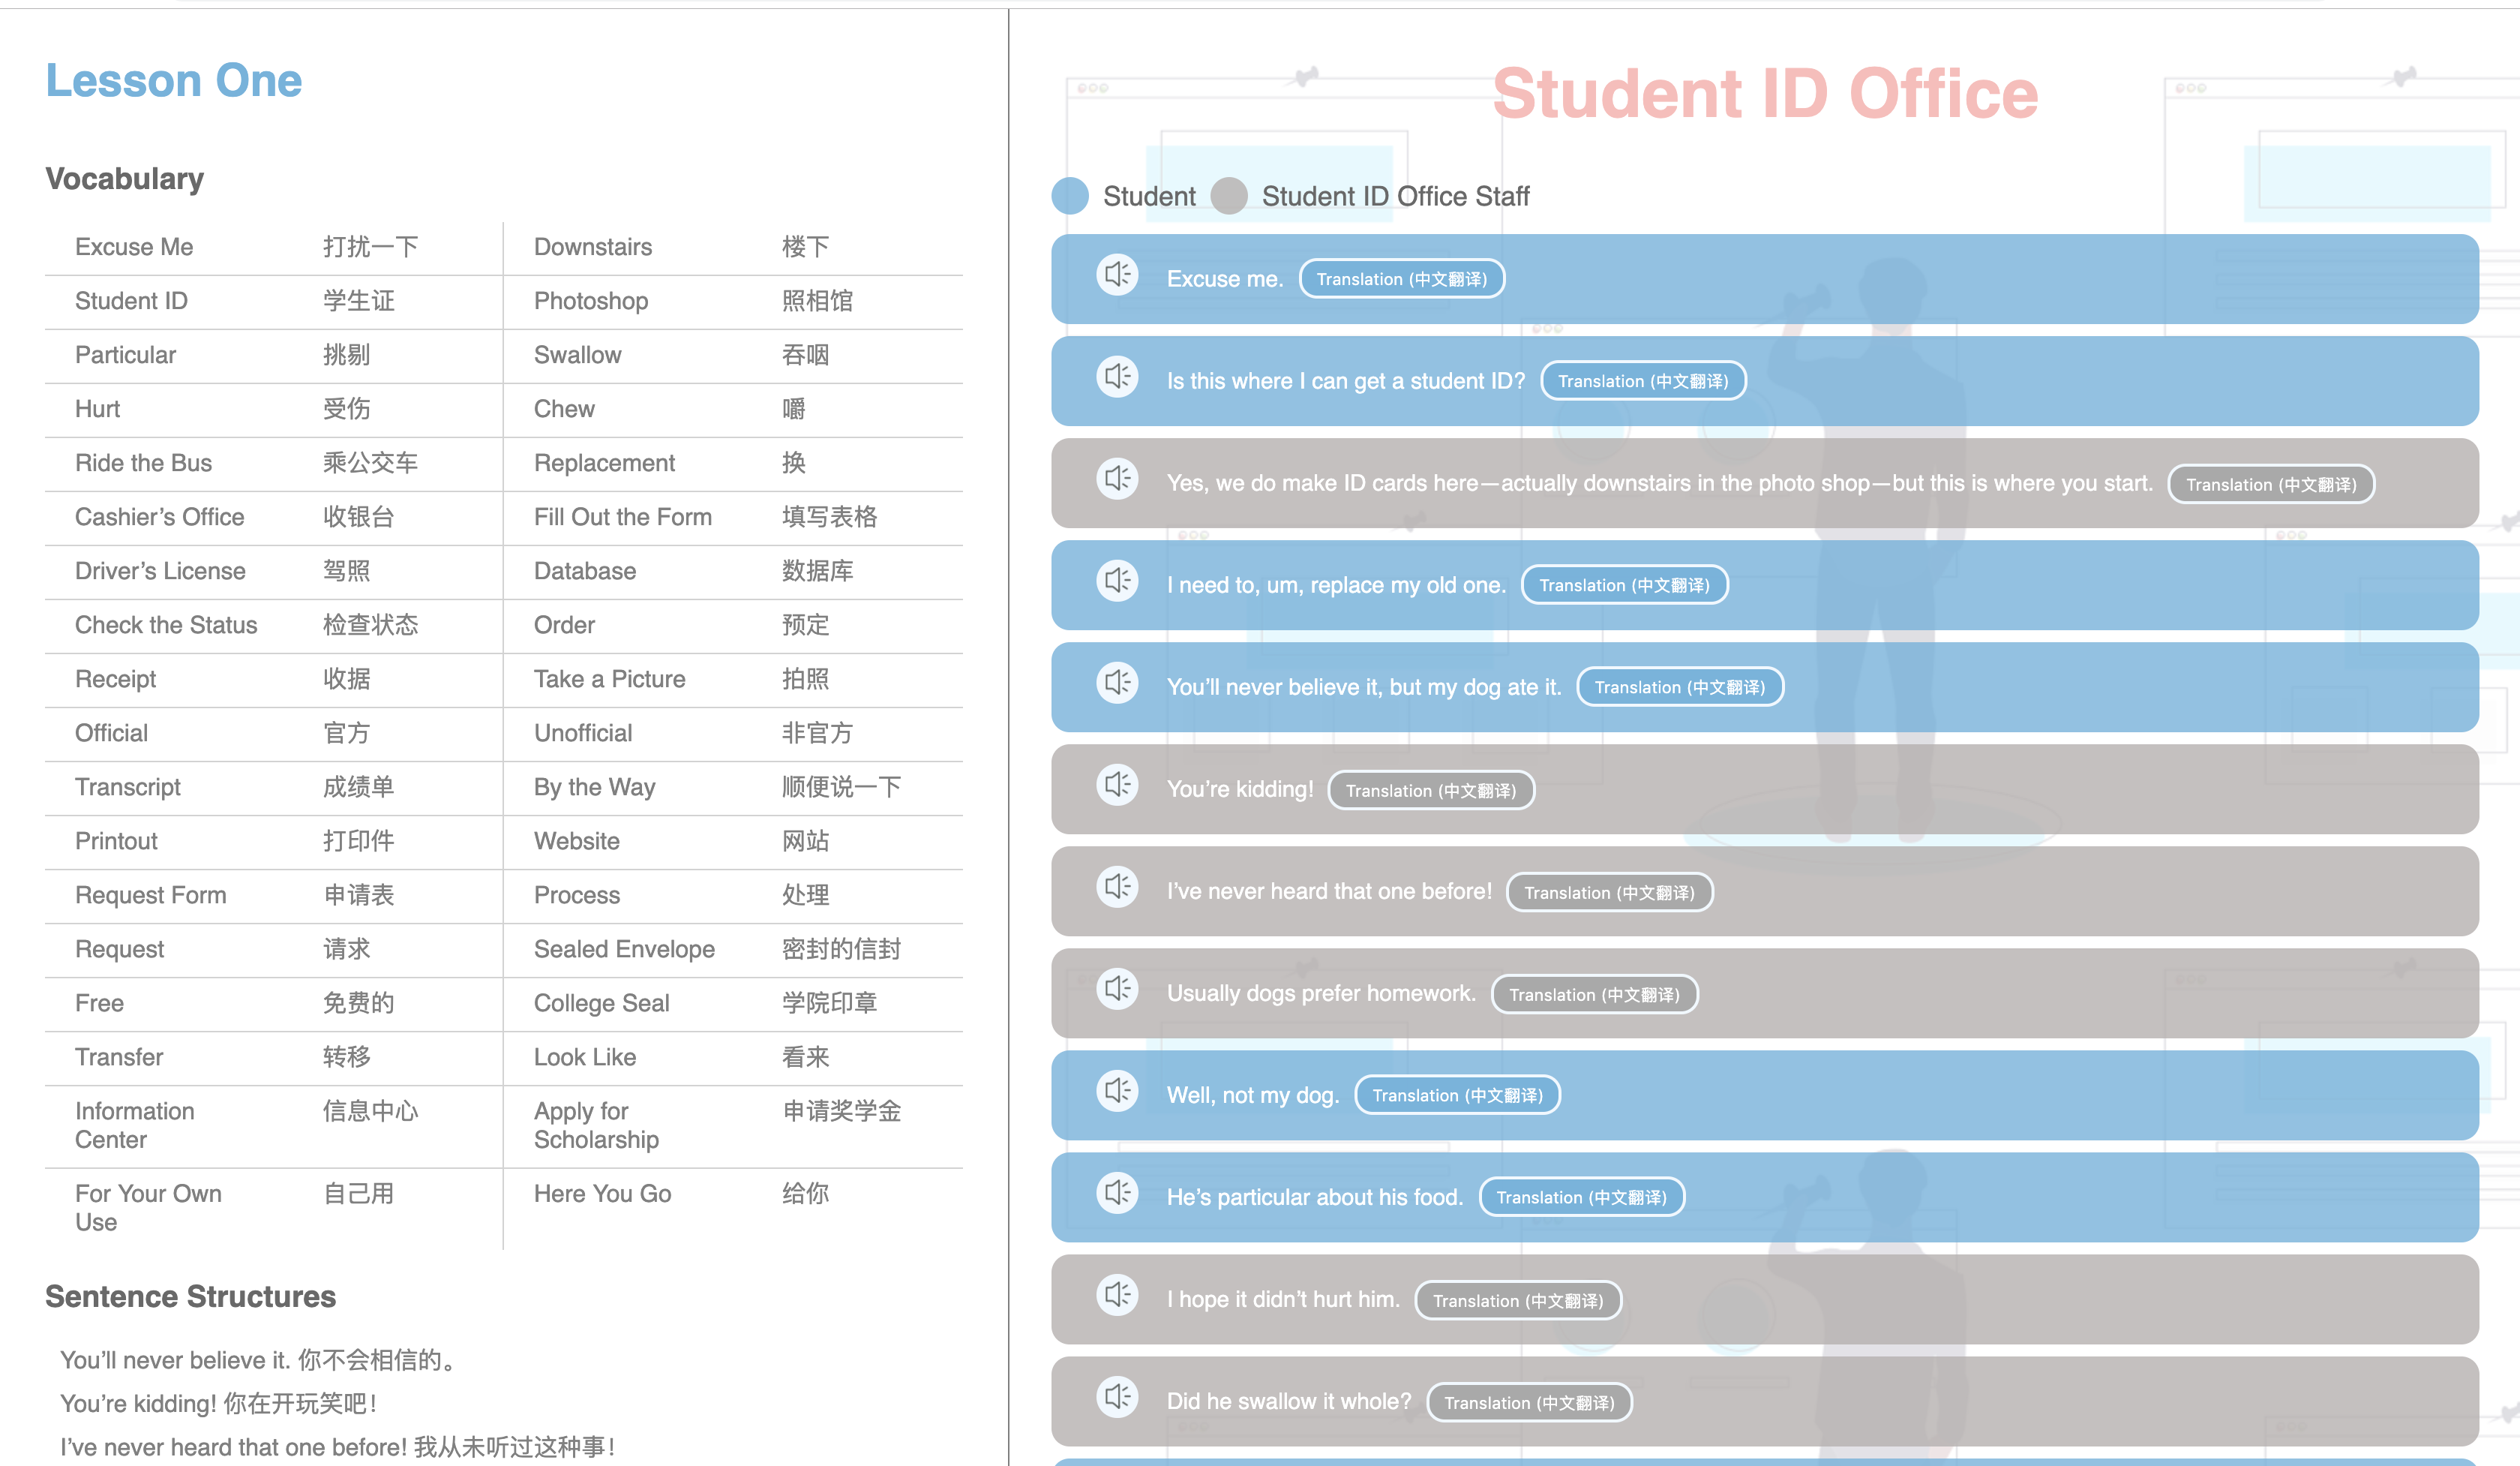 Lesson One
Vocabulary
Excuse Me 打扰一下 Downstairs 楼下
Student ID 学生证 Photoshop 照相馆
Particular 挑剔 Swallow 吞咽
Hurt 受伤 Chew 嚼
Ride the Bus 乘公交车 Replacement 换
Cashier’s Office 收银台 Fill Out the Form 填写表格
Driver’s License 驾照 Database 数据库
Check the Status 检查状态 Order 预定
Receipt 收据 Take a Picture 拍照
Official 官方 Unofficial 非官方
Transcript 成绩单 By the Way 顺便说一下
Printout 打印件 Website 网站
Request Form 申请表 Process 处理
Request 请求 Sealed Envelope 密封的信封
Free 免费的 College Seal 学院印章
Transfer 转移 Look Like 看来
Information Center 信息中心 Apply for Scholarship 申请奖学金
For Your Own Use 自己用 Here You Go 给你
Sentence Structures
You’ll never believe it. 你不会相信的。
You’re kidding! 你在开玩笑吧！
I’ve never heard that one before! 我从未听过这种事！
Student ID Office
Student Student ID Office Staff
Excuse me. Translation (中文翻译)
Is this where I can get a student ID? Translation (中文翻译)
Yes, we do make ID cards here—actually downstairs in the photo shop—but this is where you start. Translation (中文翻译)
I need to, um, replace my old one. Translation (中文翻译)
You’ll never believe it, but my dog ate it. Translation (中文翻译)
You’re kidding! Translation (中文翻译)
I’ve never heard that one before! Translation (中文翻译)
Usually dogs prefer homework. Translation (中文翻译)
Well, not my dog. Translation (中文翻译)
He’s particular about his food. Translation (中文翻译)
I hope it didn’t hurt him. Translation (中文翻译)
Did he swallow it whole? Translation (中文翻译)